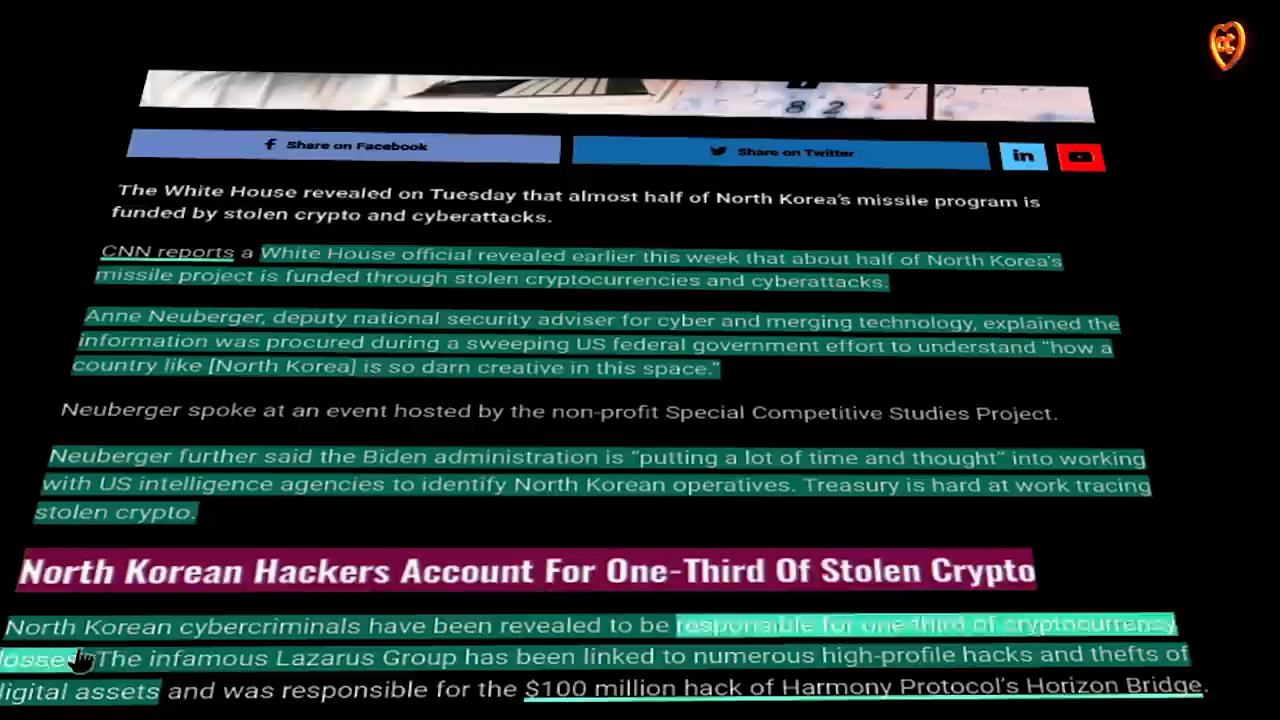 8 2
Share on Facebook Share on Twitter in
The White House revealed on Tuesday that almost half of North Korea's missile program is
funded by stolen crypto and cyberattacks.
CNN reports a White House official revealed earlier this week that about half of North Korea's
missile project is funded through stolen cryptocurrencies and cyberattacks.
Anne Neuberger, deputy national security adviser for cyber and merging technology, explained the
information was procured during a sweeping US federal government effort to understand “how a
country like [North Korea] is so darn creative in this space.”
Neuberger spoke at an event hosted by the non-profit Special Competitive Studies Project.
Neuberger further said the Biden administration is “putting a lot of time and thought” into working
with US intelligence agencies to identify North Korean operatives. Treasury is hard at work tracing
stolen crypto.
North Korean Hackers Account For One-Third Of Stolen Crypto
North Korean cybercriminals have been revealed to be responsible for one-third of cryptocurrency
The infamous Lazarus Group has been linked to numerous high-profile hacks and thefts of
digital assets and was responsible for the $100 million hack of Harmony Protocol's Horizon Bridge.